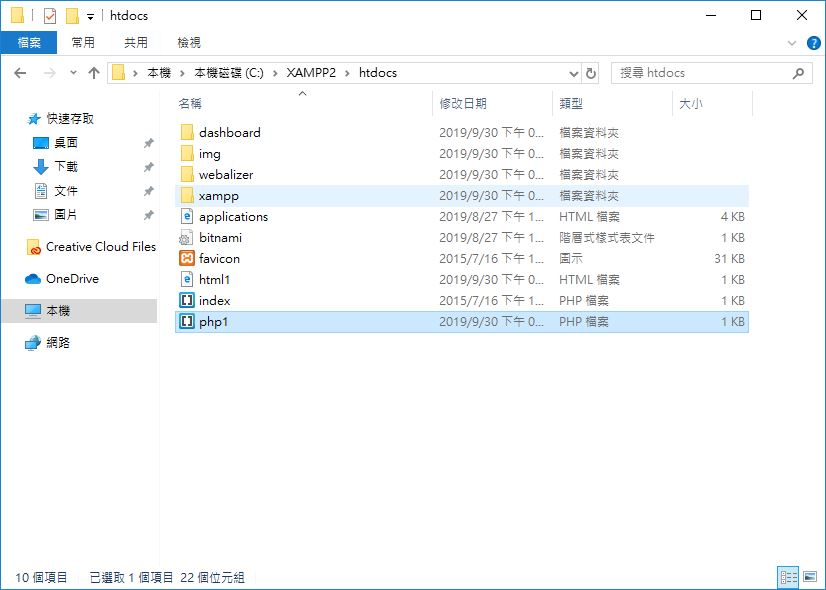 htdocs
檔案 常用 共用 檢視
本機 本機磁碟 (C:) XAMPP2 htdocs 搜尋 htdocs
名稱 修改日期 類型 大小
快速存取
桌面
下載
文件
圖片
Creative Cloud Files
OneDrive
本機
網路
dashboard 2019/9/30 下午 0... 檔案資料夾
img 2019/9/30 下午 0... 檔案資料夾
webalizer 2019/9/30 下午 0... 檔案資料夾
xampp 2019/9/30 下午 0... 檔案資料夾
applications 2019/8/27 下午 1... HTML 檔案 4 KB
bitnami 2019/8/27 下午 1... 階層式樣式表文件 1 KB
favicon 2015/7/16 下午 1... 圖示 31 KB
html1 2019/9/30 下午 0... HTML 檔案 1 KB
index 2015/7/16 下午 1... PHP 檔案 1 KB
php1 2019/9/30 下午 0... PHP 檔案 1 KB
10 個項目 已選取 1 個項目 22 個位元組